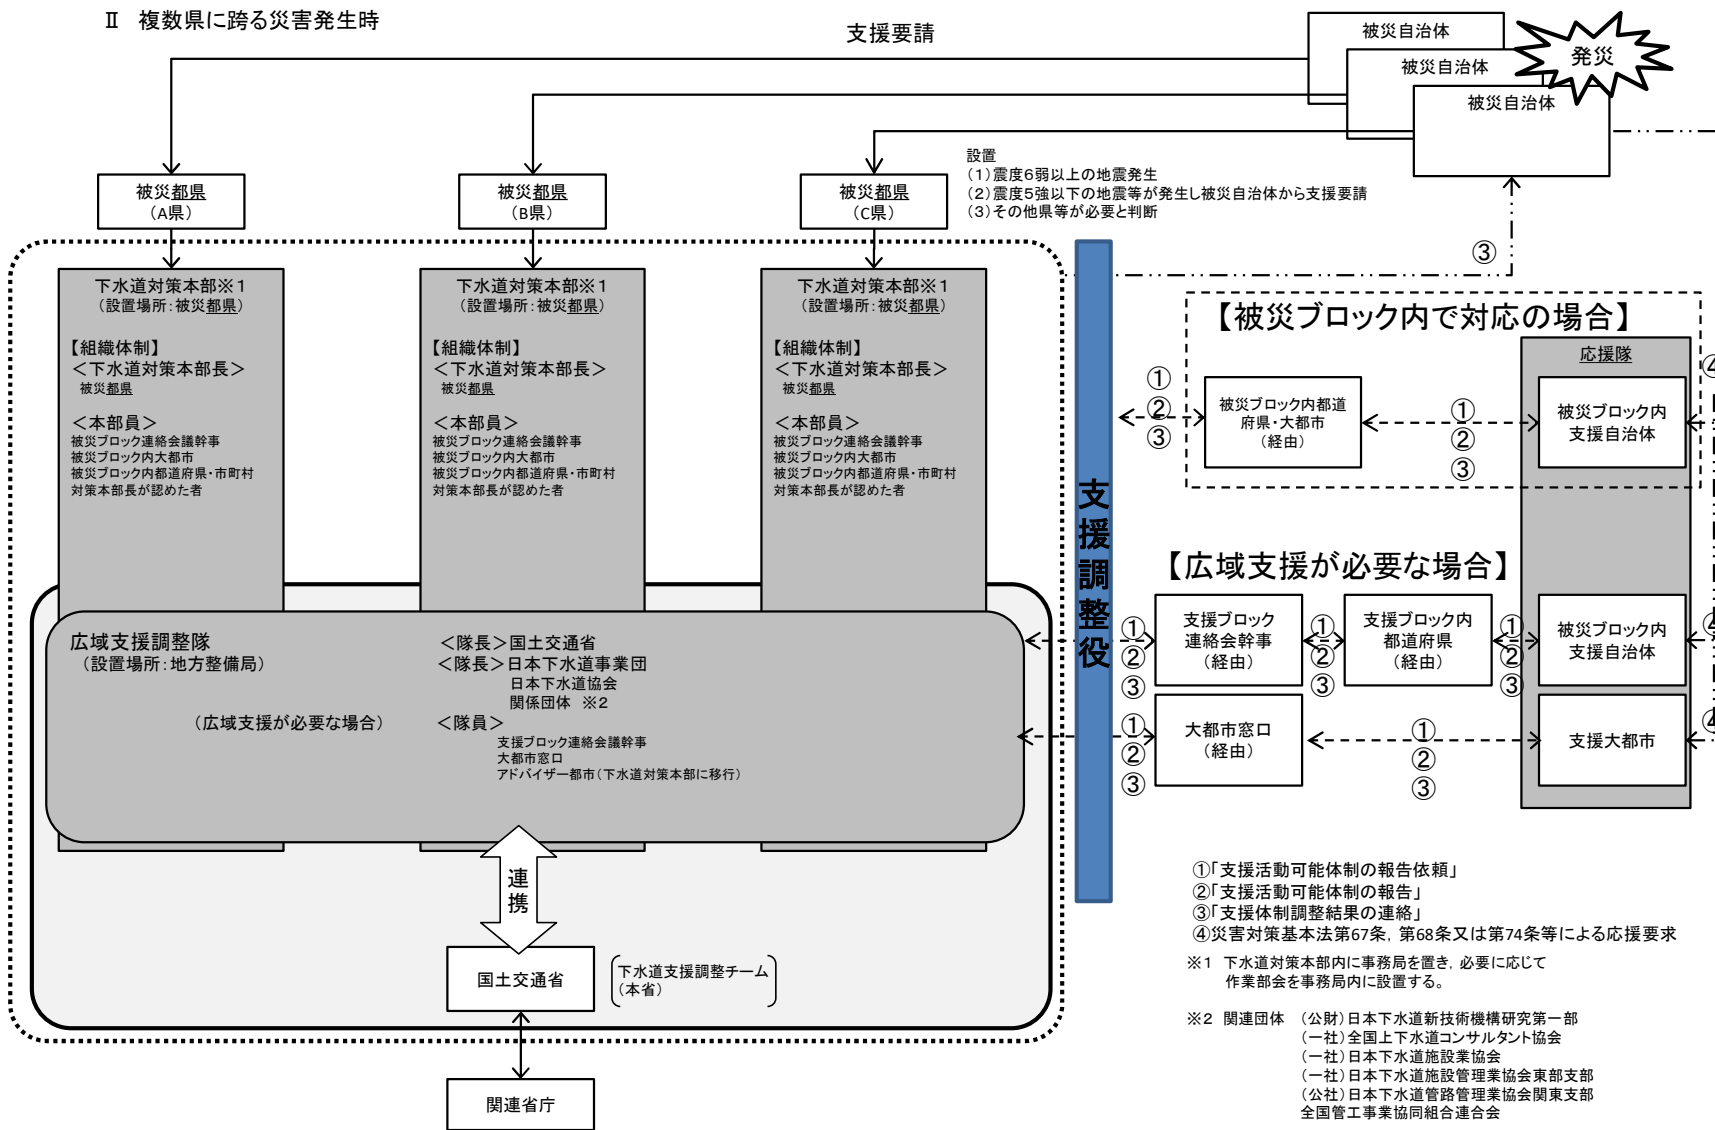 Ⅱ 複数県に跨る災害発生時
支援要請
被災自治体
被災自治体
被災自治体
発災
設置
(1)震度6弱以上の地震発生
(2)震度5強以下の地震等が発生し被災自治体から支援要請
(3)その他県等が必要と判断
被災都県
(A県)
被災都県
(B県)
被災都県
(C県)
③
下水道対策本部※1
(設置場所:被災都県)
【組織体制】
<下水道対策本部長>
被災都県
<本部員>
被災ブロック連絡会議幹事
被災ブロック内大都市
被災ブロック内都道府県・市町村
対策本部長が認めた者
下水道対策本部※1
(設置場所:被災都県)
【組織体制】
<下水道対策本部長>
被災都県
<本部員>
被災ブロック連絡会議幹事
被災ブロック内大都市
被災ブロック内都道府県・市町村
対策本部長が認めた者
下水道対策本部※1
(設置場所:被災都県)
【組織体制】
<下水道対策本部長>
被災都県
<本部員>
被災ブロック連絡会議幹事
被災ブロック内大都市
被災ブロック内都道府県・市町村
対策本部長が認めた者
支援調整役
【被災ブロック内で対応の場合】
応援隊
①
②
③
被災ブロック内都道
府県・大都市
(経由)
①
②
③
被災ブロック内
支援自治体
④
【広域支援が必要な場合】
①
②
③
支援ブロック
連絡会幹事
(経由)
①
②
③
支援ブロック内
都道府県
(経由)
①
②
③
被災ブロック内
支援自治体
④
①
②
③
大都市窓口
(経由)
①
②
③
支援大都市
④
広域支援調整隊
(設置場所:地方整備局)
(広域支援が必要な場合)
<隊長>国土交通省
<隊長>日本下水道事業団
日本下水道協会
関係団体 ※2
<隊員>
支援ブロック連絡会議幹事
大都市窓口
アドバイザー都市(下水道対策本部に移行)
連携
国土交通省
下水道支援調整チーム
(本省)
関連省庁
①「支援活動可能体制の報告依頼」
②「支援活動可能体制の報告」
③「支援体制調整結果の連絡」
④災害対策基本法第67条,第68条又は第74条等による応援要求
※1 下水道対策本部内に事務局を置き,必要に応じて
作業部会を事務局内に設置する。
※2 関連団体 (公財)日本下水道新技術機構研究第一部
(一社)全国上下水道コンサルタント協会
(一社)日本下水道施設業協会
(一社)日本下水道施設管理業協会東部支部
(公社)日本下水道管路管理業協会関東支部
全国管工事業協同組合連合会